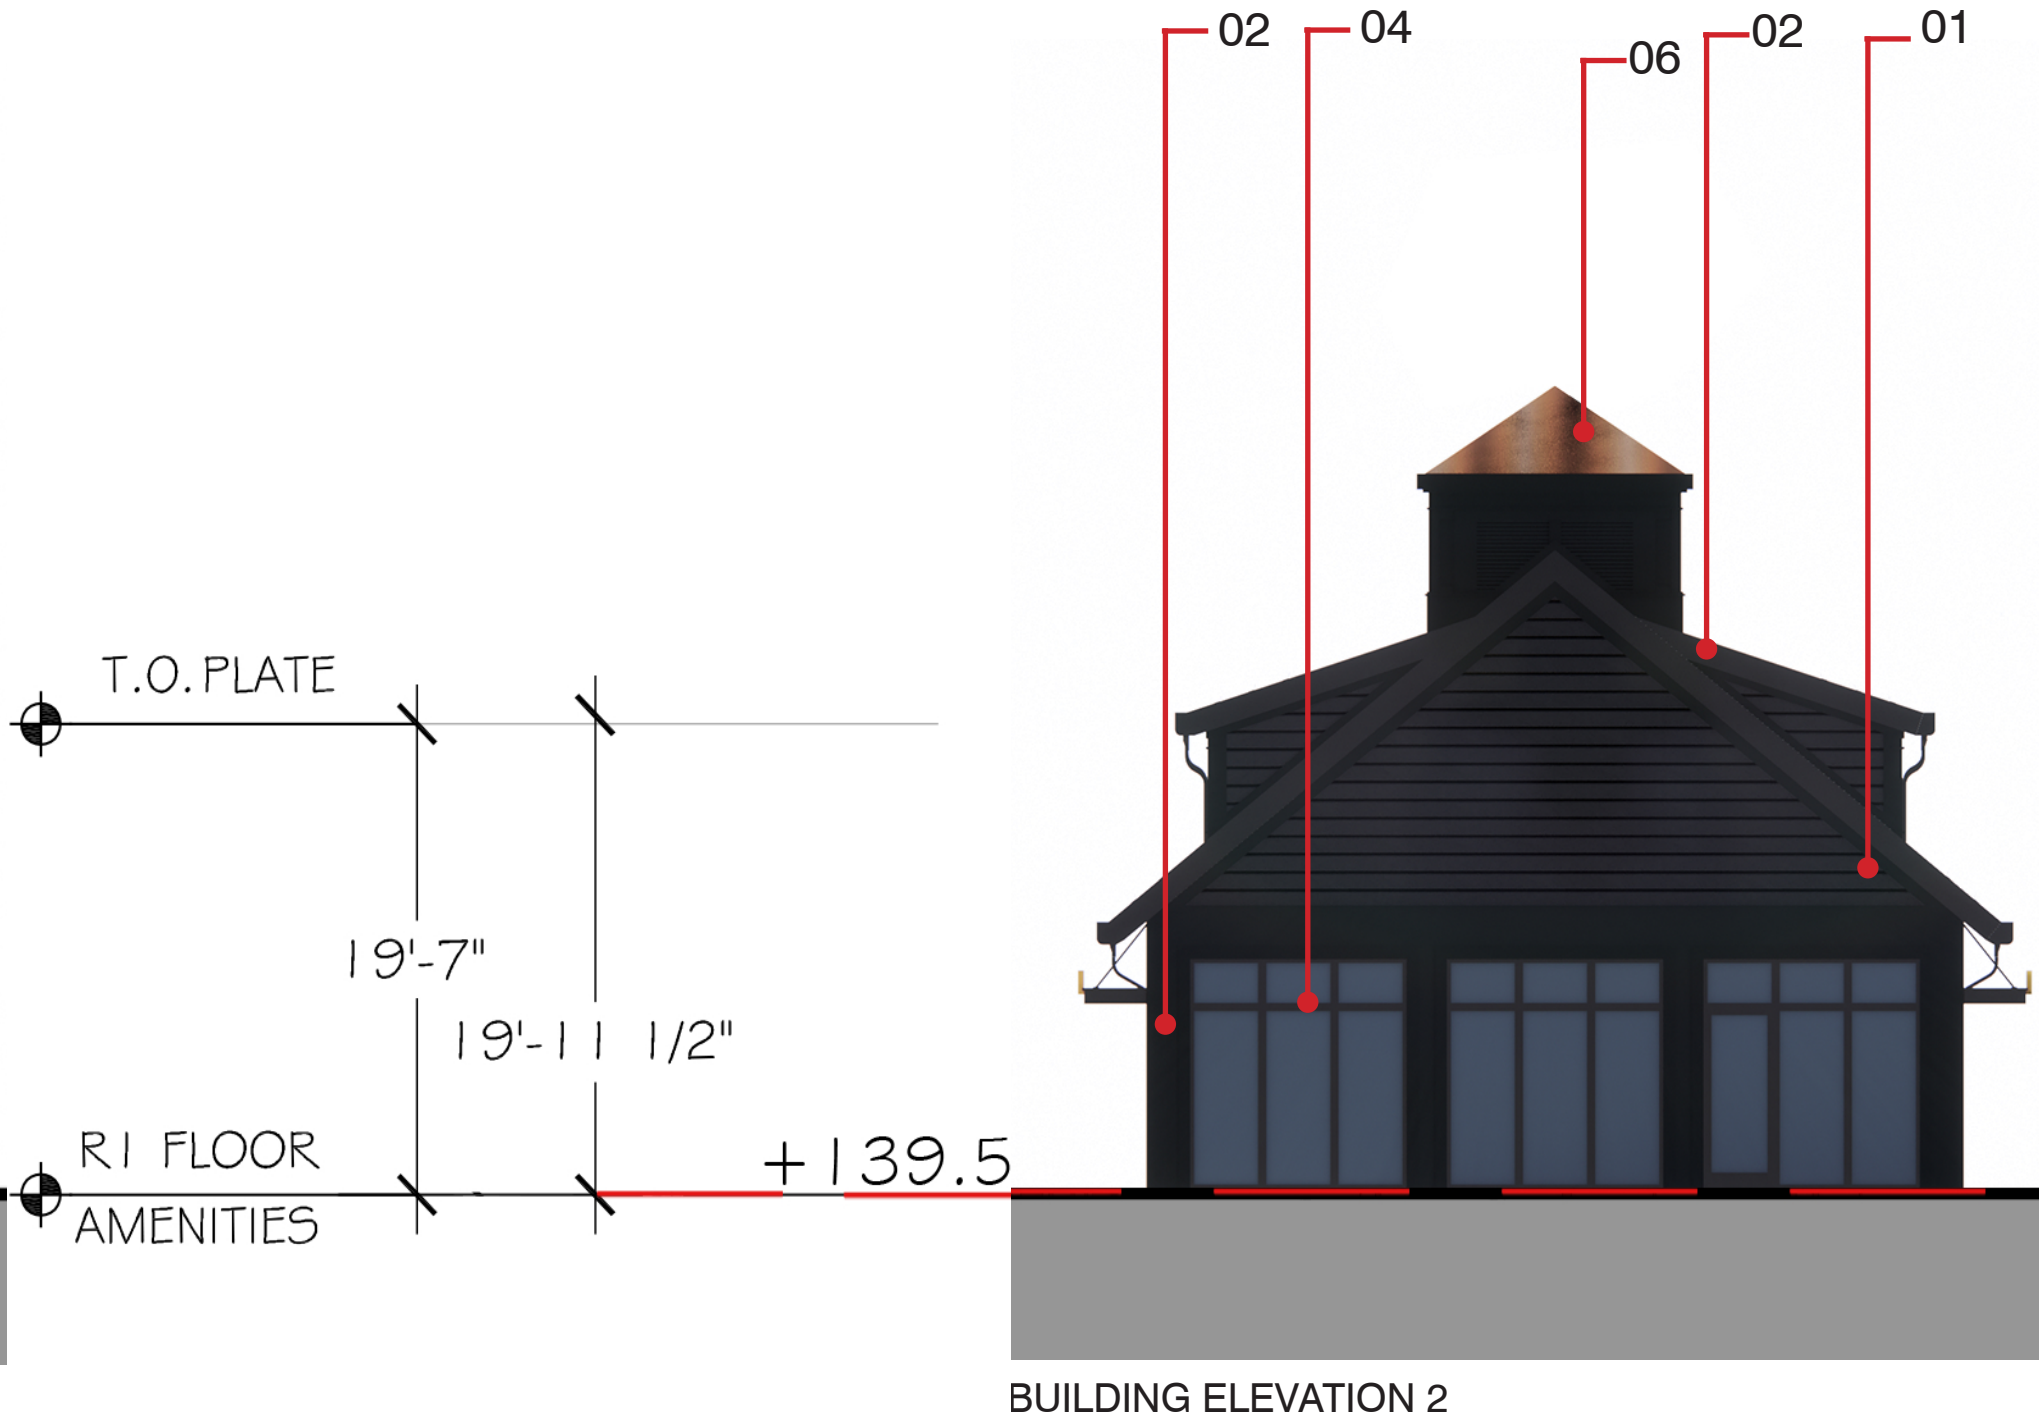 02
04
06
02
01
T.O. PLATE
19'-7"
19'-11 1/2"
R1 FLOOR
AMENITIES
+139.5
BUILDING ELEVATION 2